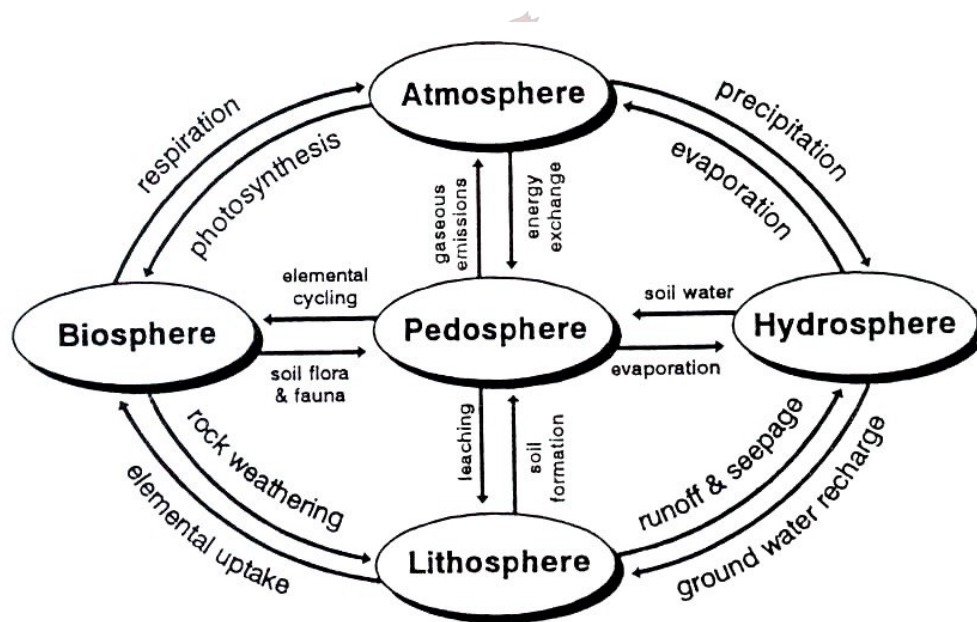 Atmosphere
respiration
photosynthesis
precipitation
evaporation
gaseous
emissions
energy
exchange
elemental
cycling
soil water
Biosphere
Pedosphere
Hydrosphere
soil flora
& fauna
evaporation
rock weathering
elemental uptake
leaching
soil
formation
runoff & seepage
ground water recharge
Lithosphere